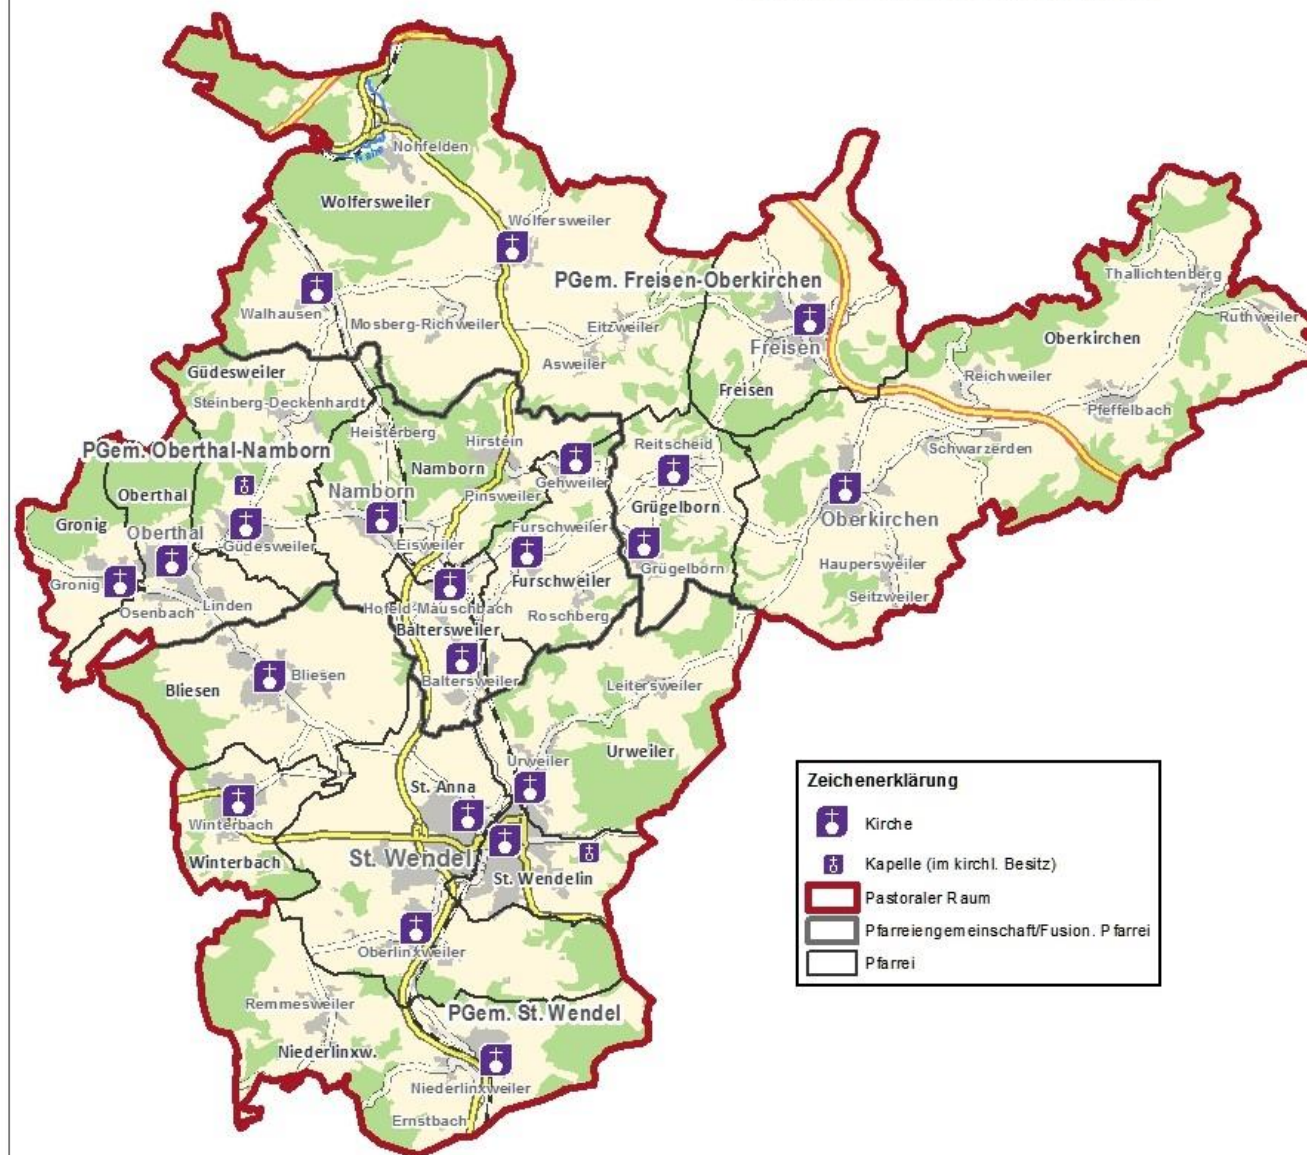 Nohfelden
Nahe
Wolfersweiler
Wolfersweiler
PGem. Freisen-Oberkirchen
Thallichtenberg
Walhausen
Mosberg-Richweiler
Eitzweiler
Freisen
Ruthweiler
Oberkirchen
Güdesweiler
Asweiler
Freisen
Reichweiler
Steinberg-Deckenhardt
Pfeffelbach
Heisterberg
Hirstein
Reitscheid
PGem. Oberthal-Namborn
Namborn
Gehweiler
Schwarzerden
Oberthal
Namborn
Pinsweiler
Grügelborn
Oberkirchen
Gronig
Oberthal
Güdesweiler
Eisweiler
Furschweiler
Grügelborn
Haupersweiler
Gronig
Osenbach
Linden
Hofeld-Mauschbach
Furschweiler
Seitzweiler
Roschberg
Baltersweiler
Bliesen
Bliesen
Baltersweiler
Leitersweiler
Urweiler
Urweiler
St. Anna
Winterbach
Winterbach
St. Wendel
St. Wendelin
Oberlinxweiler
Remmesweiler
PGem. St. Wendel
Niederlinxw.
Niederlinxweiler
Ernstbach
Zeichenerklärung
Kirche
Kapelle (im kirchl. Besitz)
Pastoraler Raum
Pfarreiengemeinschaft/Fusion. Pfarrei
Pfarrei